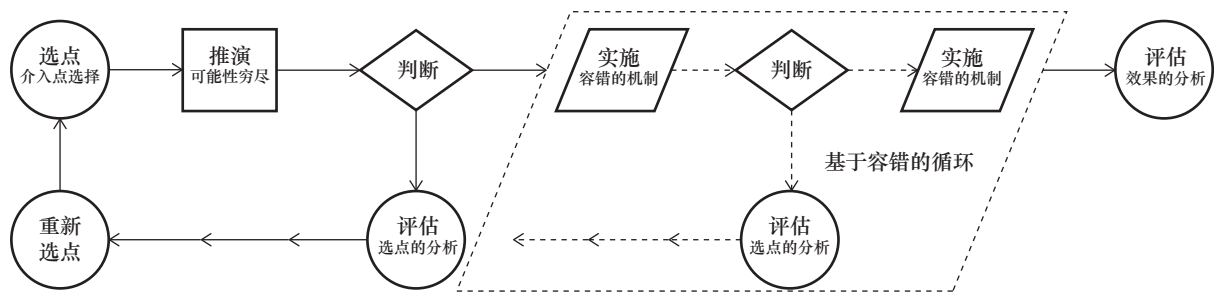 选点
介入点选择
推演
可能性穷尽
判断
实施
容错的机制
判断
实施
容错的机制
评估
效果的分析
基于容错的循环
重新
选点
评估
选点的分析
评估
选点的分析